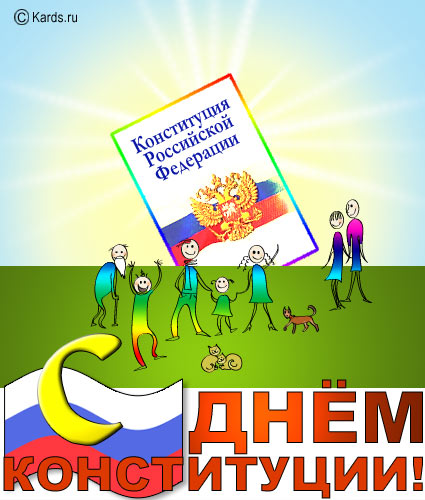 © Kards.ru
Конституция
Российской
Федерации
С ДНЁМ
КОНСТИТУЦИИ!